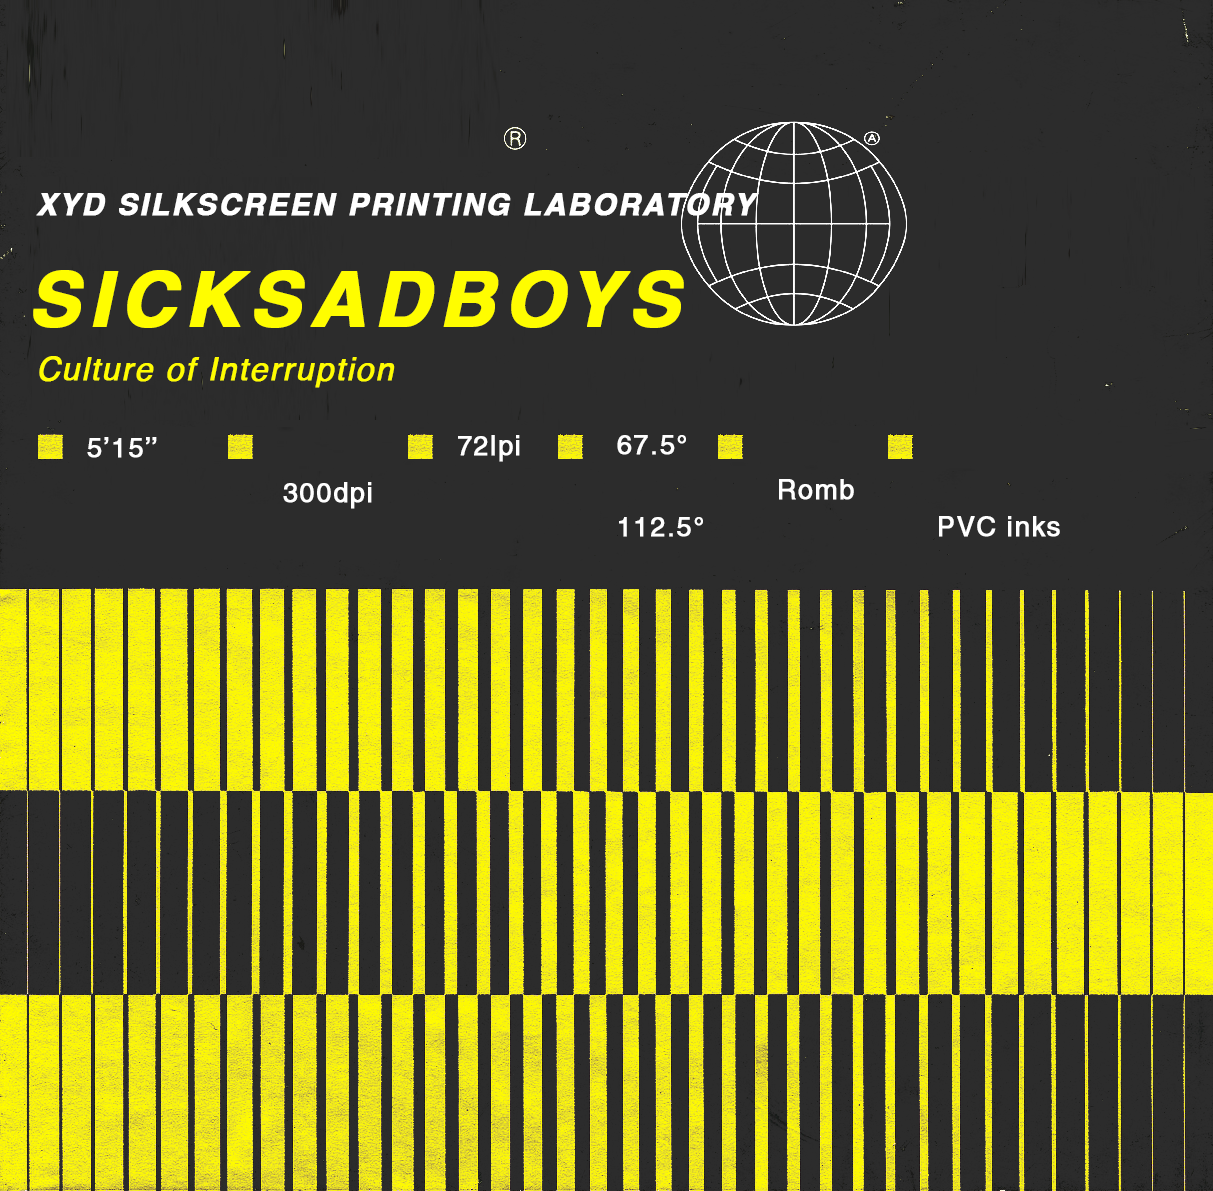 ®
Ⓐ
XYD SILKSCREEN PRINTING LABORATORY
SICKSADBOYS
Culture of Interruption
5’15”
300dpi
72lpi
67.5°
112.5°
Romb
PVC inks